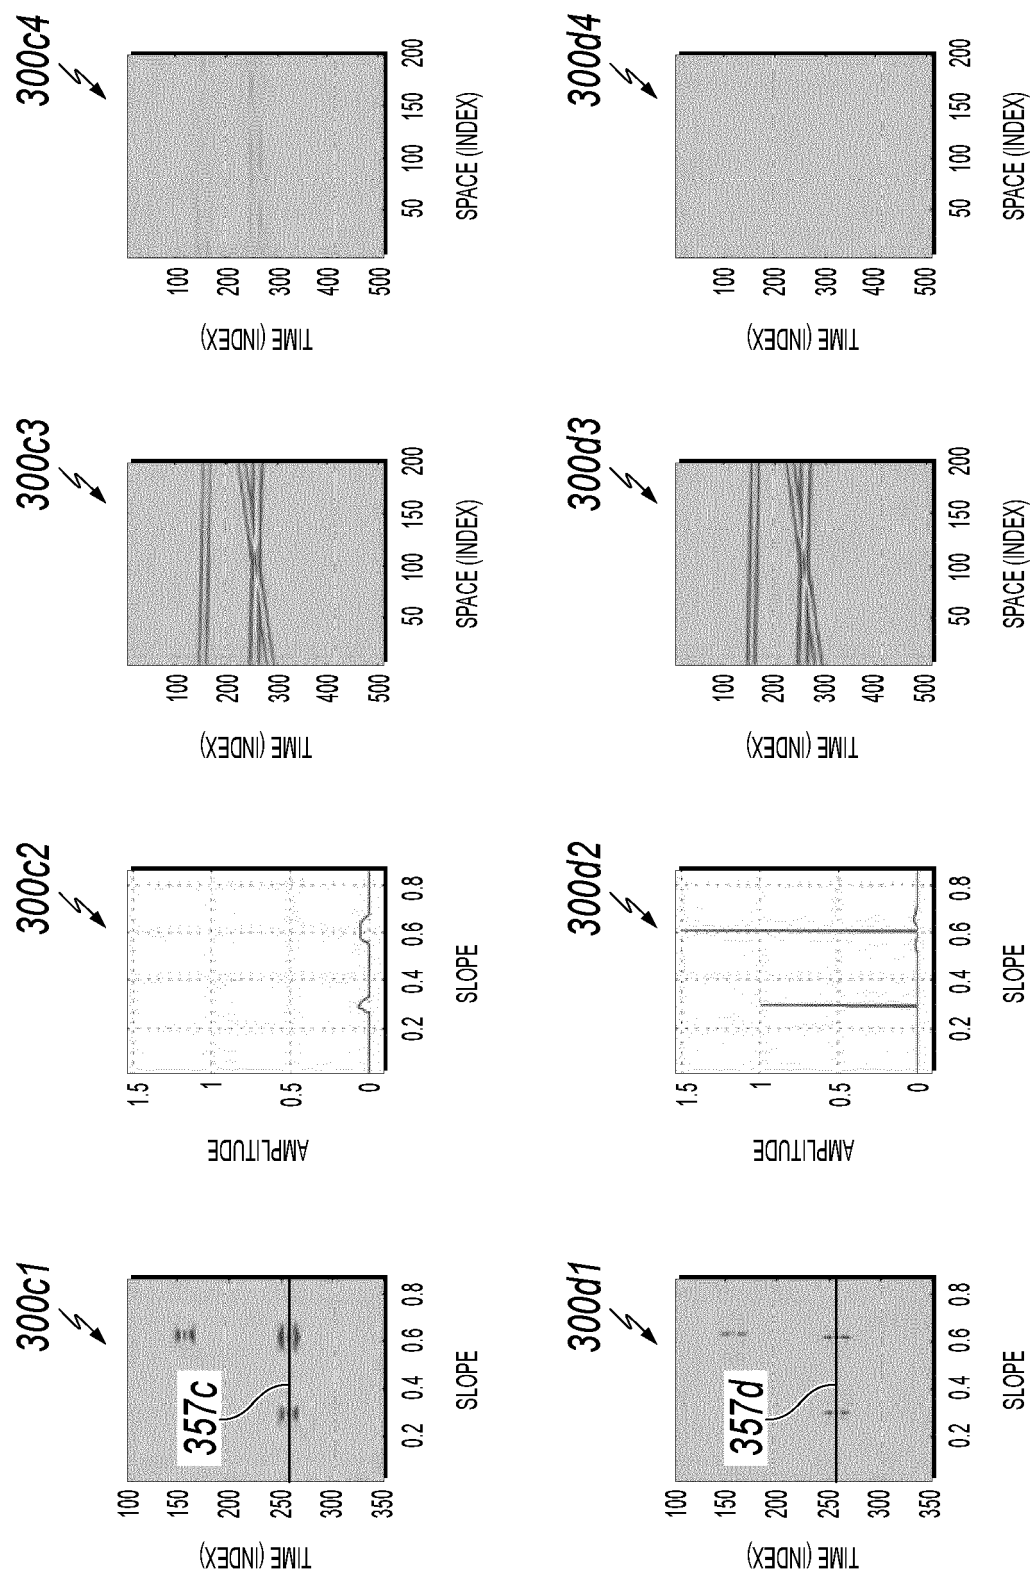 300c1
100
150
200
250
300
350
TIME (INDEX)
357c
0.2
0.4
0.6
0.8
SLOPE
300c2
1.5
1
0.5
0
AMPLITUDE
0.2
0.4
0.6
0.8
SLOPE
300c3
100
200
300
400
500
TIME (INDEX)
50
100
150
200
SPACE (INDEX)
300c4
100
200
300
400
500
TIME (INDEX)
50
100
150
200
SPACE (INDEX)
300d1
100
150
200
250
300
350
TIME (INDEX)
357d
0.2
0.4
0.6
0.8
SLOPE
300d2
1.5
1
0.5
0
AMPLITUDE
0.2
0.4
0.6
0.8
SLOPE
300d3
100
200
300
400
500
TIME (INDEX)
50
100
150
200
SPACE (INDEX)
300d4
100
200
300
400
500
TIME (INDEX)
50
100
150
200
SPACE (INDEX)